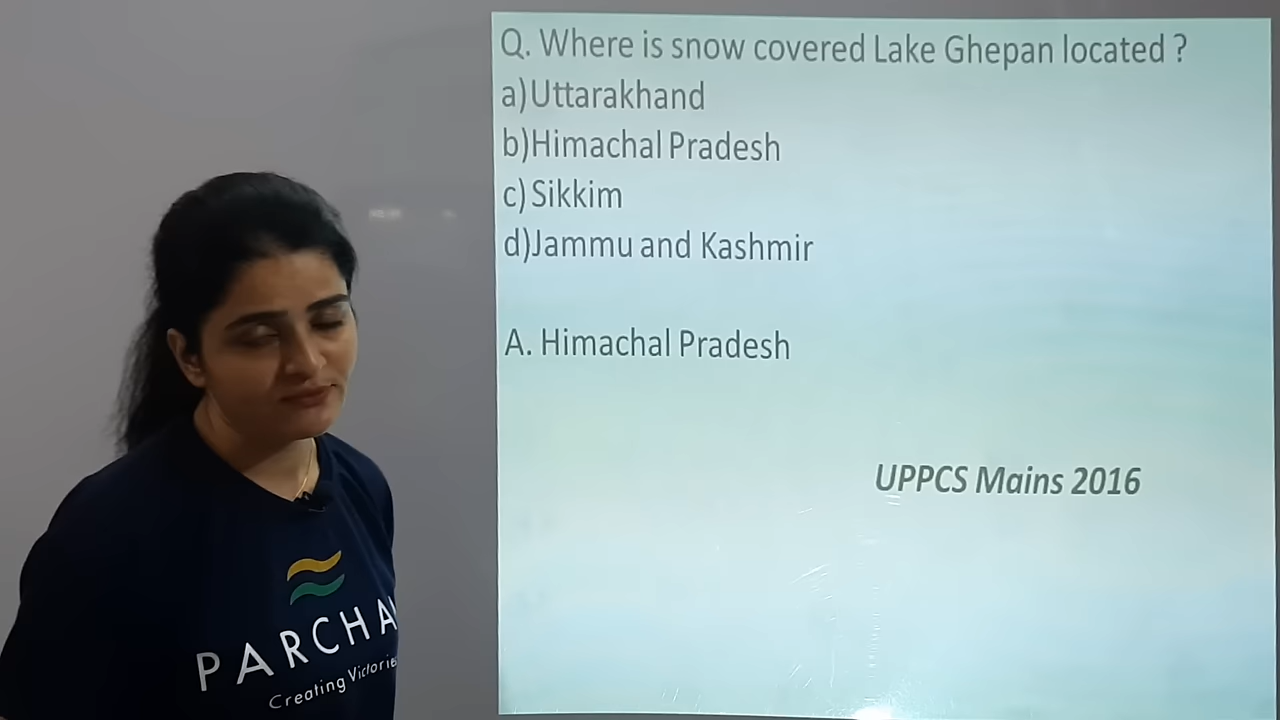 Q. Where is snow covered Lake Ghepan located ?
a)Uttarakhand
b)Himachal Pradesh
c) Sikkim
d)Jammu and Kashmir
A. Himachal Pradesh
UPPCS Mains 2016
PARCHA
Creating Victorie